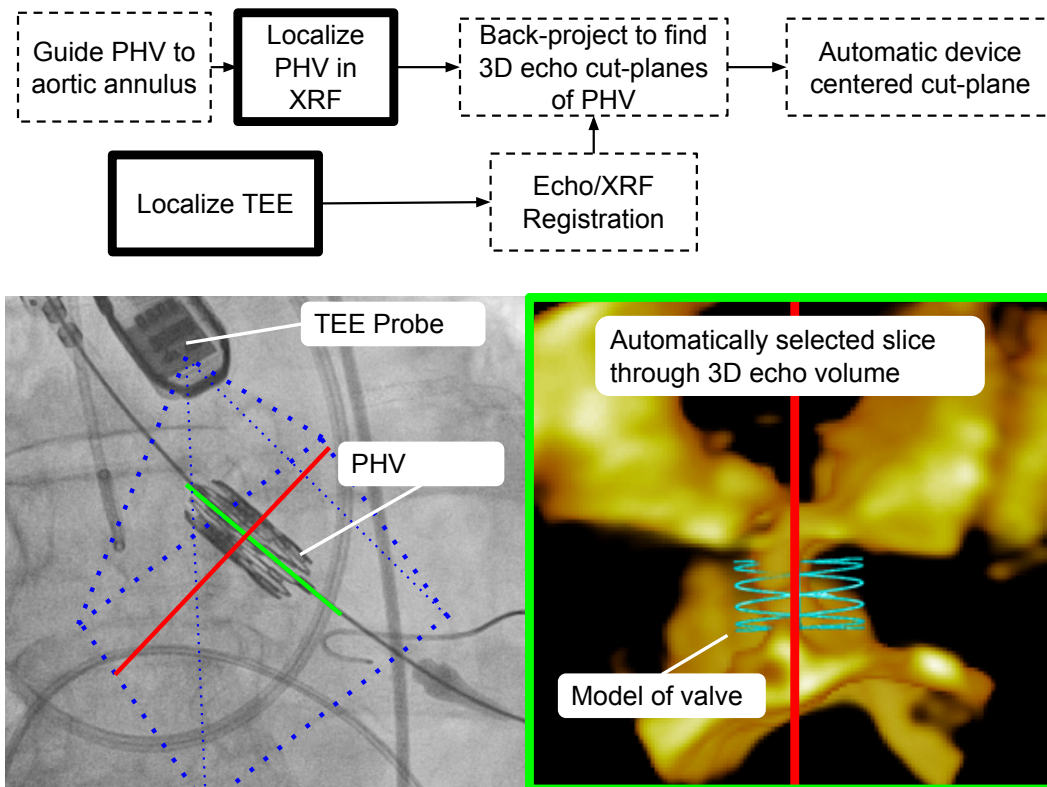 Guide PHV to
aortic annulus
Localize
PHV in
XRF
Back-project to find
3D echo cut-planes
of PHV
Automatic device
centered cut-plane
Localize TEE
Echo/XRF
Registration
TEE Probe
PHV
Automatically selected slice
through 3D echo volume
Model of valve